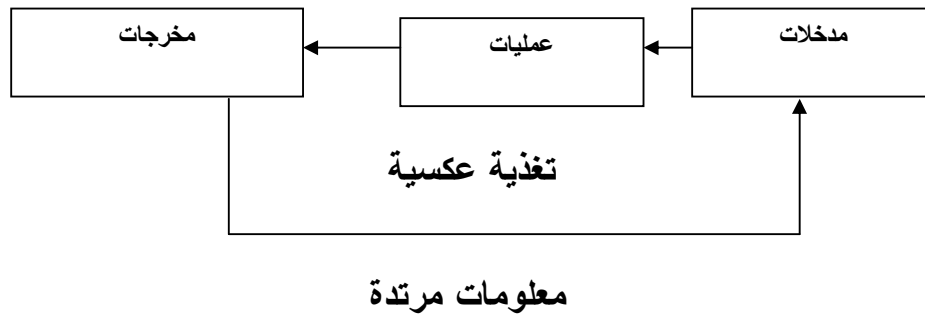 مدخلات
عمليات
مخرجات
تغذية عكسية
معلومات مرتدة